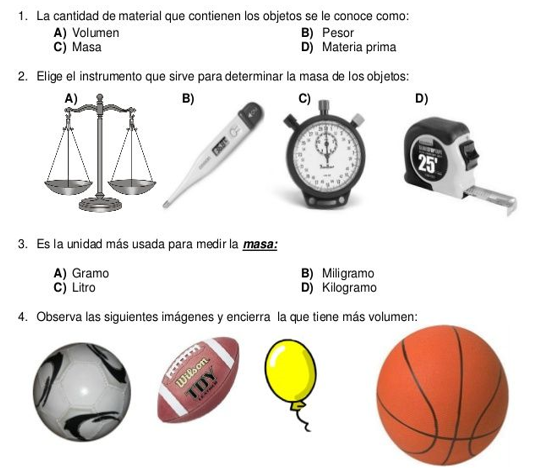 1. La cantidad de material que contienen los objetos se le conoce como:
A) Volumen B) Pesor
C) Masa D) Materia prima
2. Elige el instrumento que sirve para determinar la masa de los objetos:
A) B) C) D)
25'
3. Es la unidad más usada para medir la masa:
A) Gramo B) Miligramo
C) Litro D) Kilogramo
4. Observa las siguientes imágenes y encierra la que tiene más volumen:
Wilson
TDY